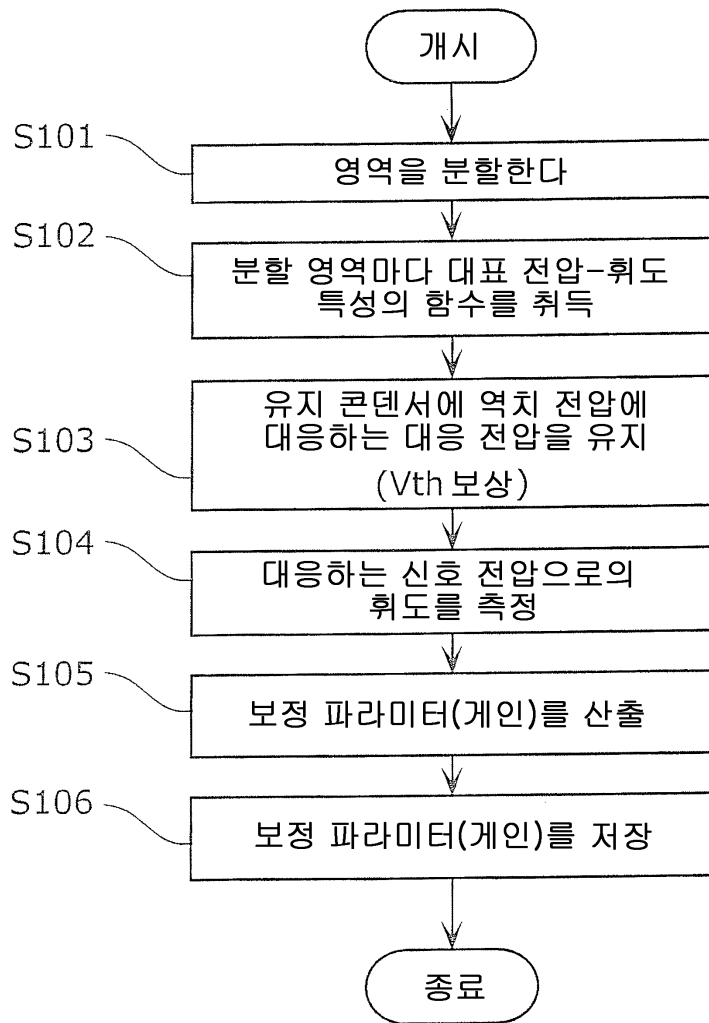 개시
S101
영역을 분할한다
S102
분할 영역마다 대표 전압-휘도
특성의 함수를 취득
S103
유지 콘덴서에 역치 전압에
대응하는 대응 전압을 유지
(Vth 보상)
S104
대응하는 신호 전압으로의
휘도를 측정
S105
보정 파라미터(게인)를 산출
S106
보정 파라미터(게인)를 저장
종료